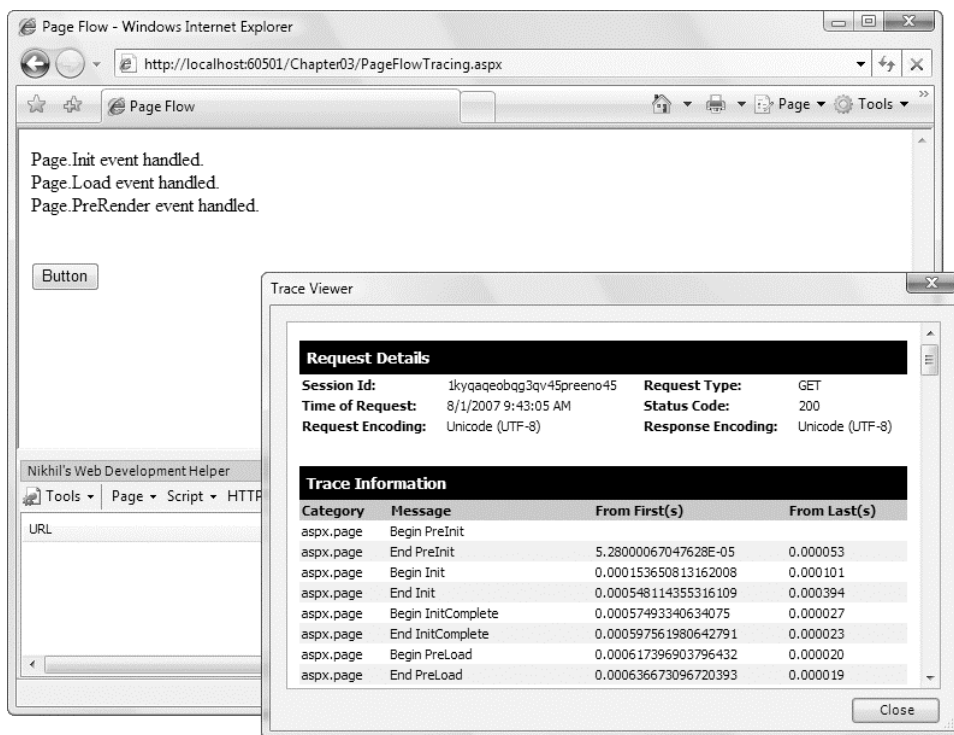 Page Flow - Windows Internet Explorer
http://localhost:60501/Chapter03/PageFlowTracing.aspx
Page Flow
Page
Tools
Page.Init event handled.
Page.Load event handled.
Page.PreRender event handled.
Button
Trace Viewer
Request Details
Session Id: 1kyqaqeobqg3qv45preeno45 Request Type: GET
Time of Request: 8/1/2007 9:43:05 AM Status Code: 200
Request Encoding: Unicode (UTF-8) Response Encoding: Unicode (UTF-8)
Trace Information
Category Message From First(s) From Last(s)
aspx.page Begin PreInit
aspx.page End PreInit 5.28000067047628E-05 0.000053
aspx.page Begin Init 0.000153650813162008 0.000101
aspx.page End Init 0.000548114355316109 0.000394
aspx.page Begin InitComplete 0.00057493340634075 0.000027
aspx.page End InitComplete 0.000597561980642791 0.000023
aspx.page Begin PreLoad 0.000617396903796432 0.000020
aspx.page End PreLoad 0.000636673096720393 0.000019
Close
Nikhil's Web Development Helper
Tools Page Script HTTP
URL